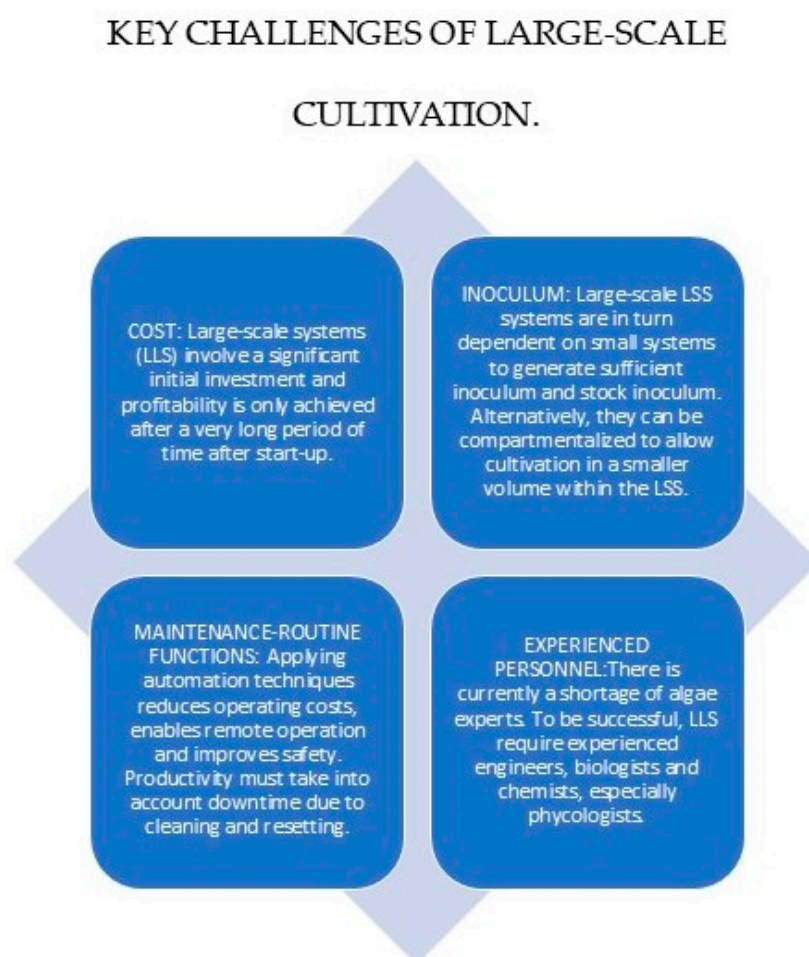 KEY CHALLENGES OF LARGE-SCALE
CULTIVATION.
COST: Large-scale systems
(LLS) involve a significant
initial investment and
profitability is only achieved
after a very long period of
time after start-up.
INOCULUM: Large-scale LSS
systems are in turn
dependent on small systems
to generate sufficient
inoculum and stock inoculum.
Alternatively, they can be
compartmentalized to allow
cultivation in a smaller
volume within the LSS.
MAINTENANCE-ROUTINE
FUNCTIONS: Applying
automation techniques
reduces operating costs,
enables remote operation
and improves safety.
Productivity must take into
account downtime due to
cleaning and resetting.
EXPERIENCED
PERSONNEL:There is
currently a shortage of algae
experts. To be successful, LLS
require experienced
engineers, biologists and
chemists, especially
phycologists.